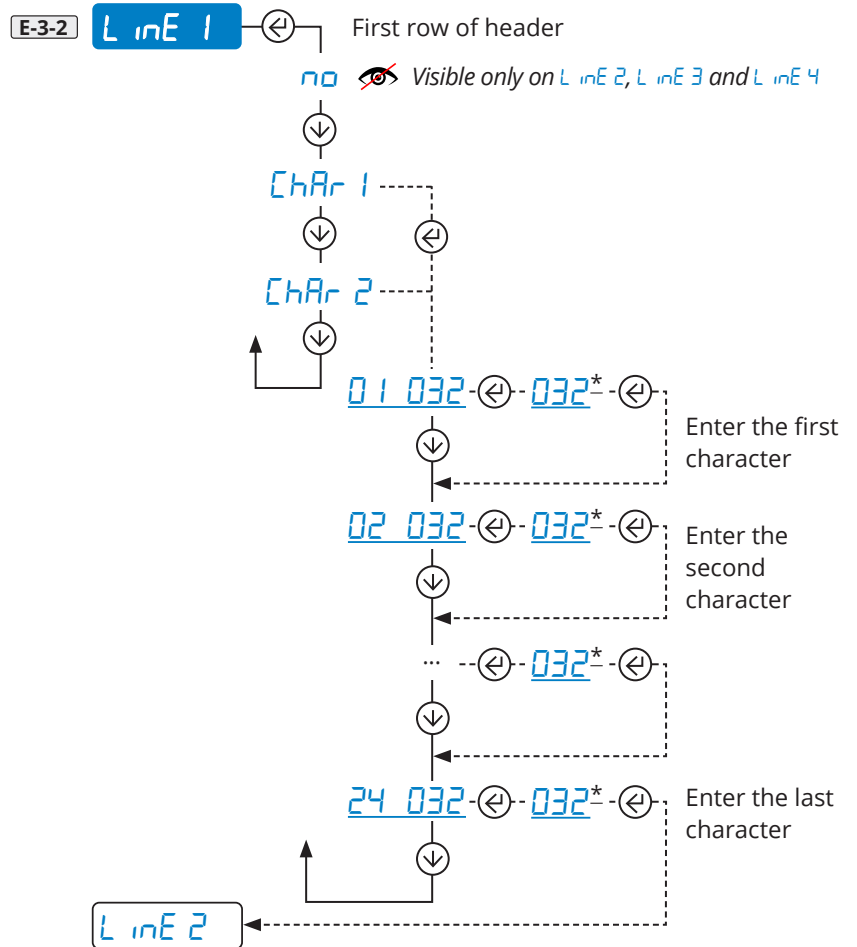 E-3-2 LinE 1 First row of header
no Visible only on LinE 2, LinE 3 and LinE 4
ChAr 1
ChAr 2
01 032 032*
Enter the first
character
02 032 032*
Enter the
second
character
... 032*
24 032 032*
Enter the last
character
LinE 2